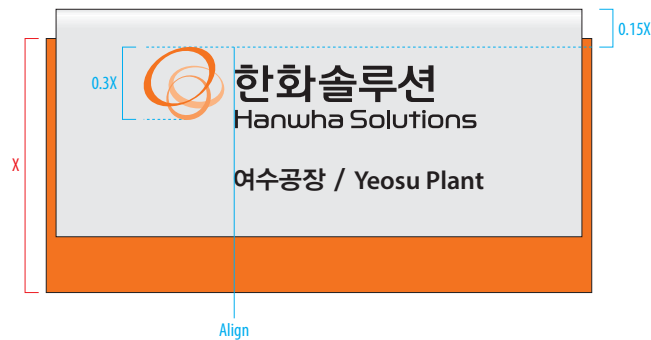 0.15X
0.3X
한화솔루션
Hanwha Solutions
X
여수공장 / Yeosu Plant
Align